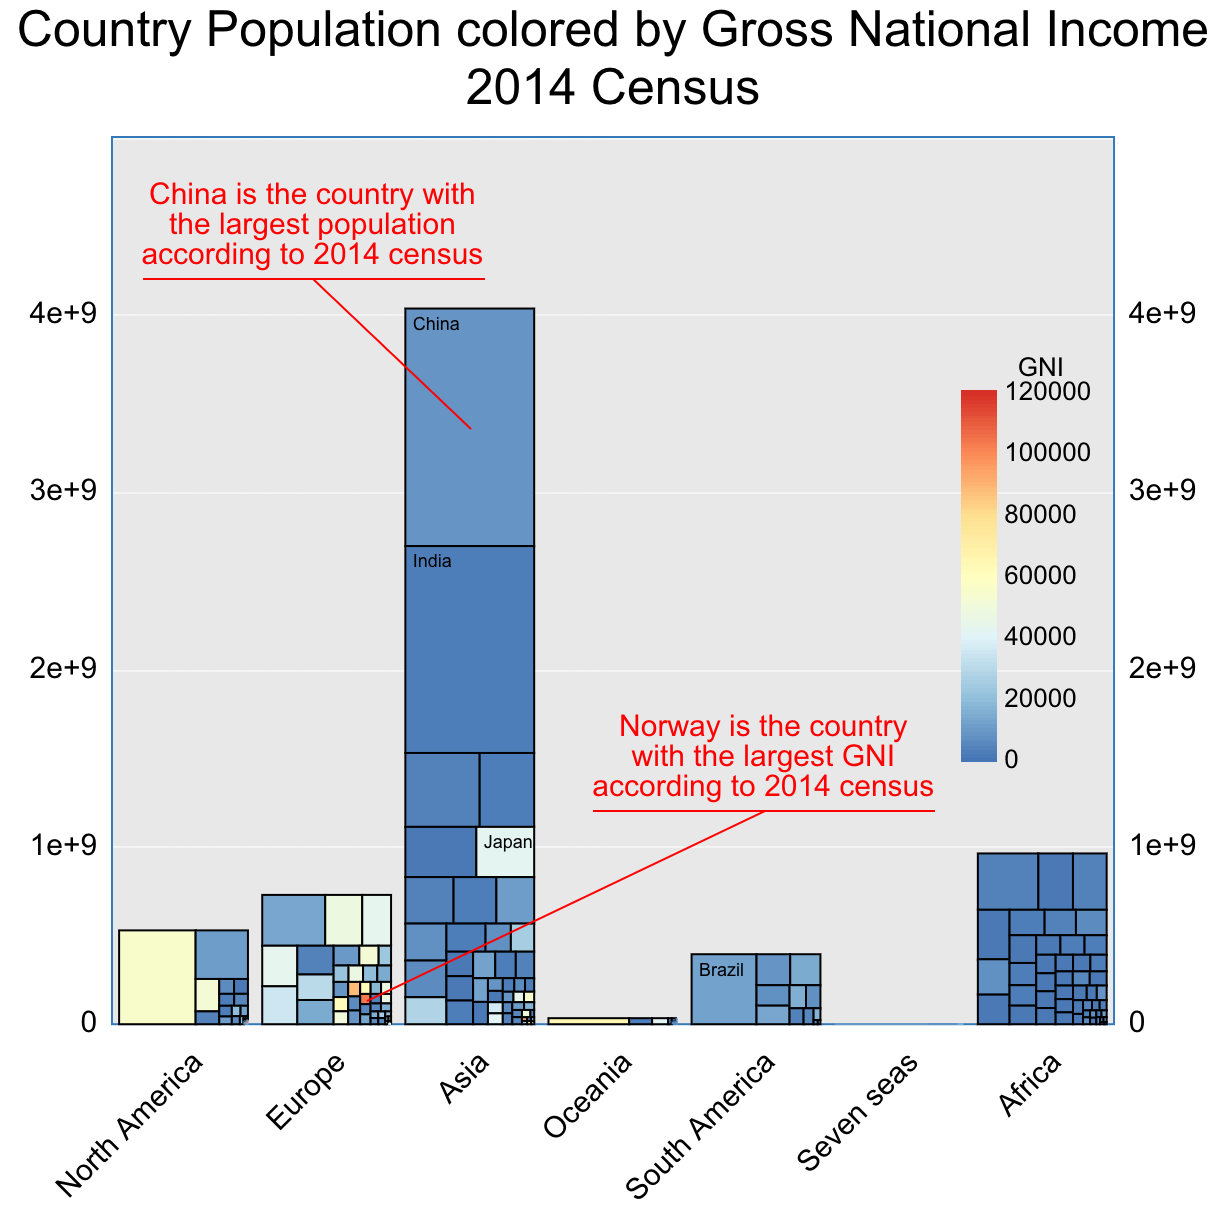 Country Population colored by Gross National Income
2014 Census
China is the country with
the largest population
according to 2014 census
4e+9
3e+9
2e+9
1e+9
0
4e+9
3e+9
2e+9
1e+9
0
GNI
120000
100000
80000
60000
40000
20000
0
China
India
Japan
Brazil
Norway is the country
with the largest GNI
according to 2014 census
North America
Europe
Asia
Oceania
South America
Seven seas
Africa